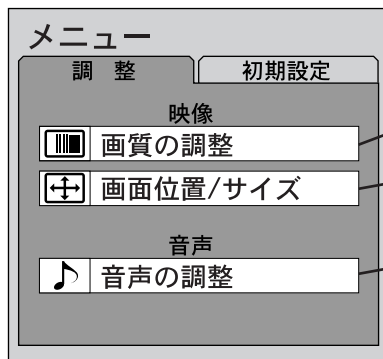 メニュー
調 整 初期設定
映像
画質の調整
画面位置/サイズ
音声
音声の調整